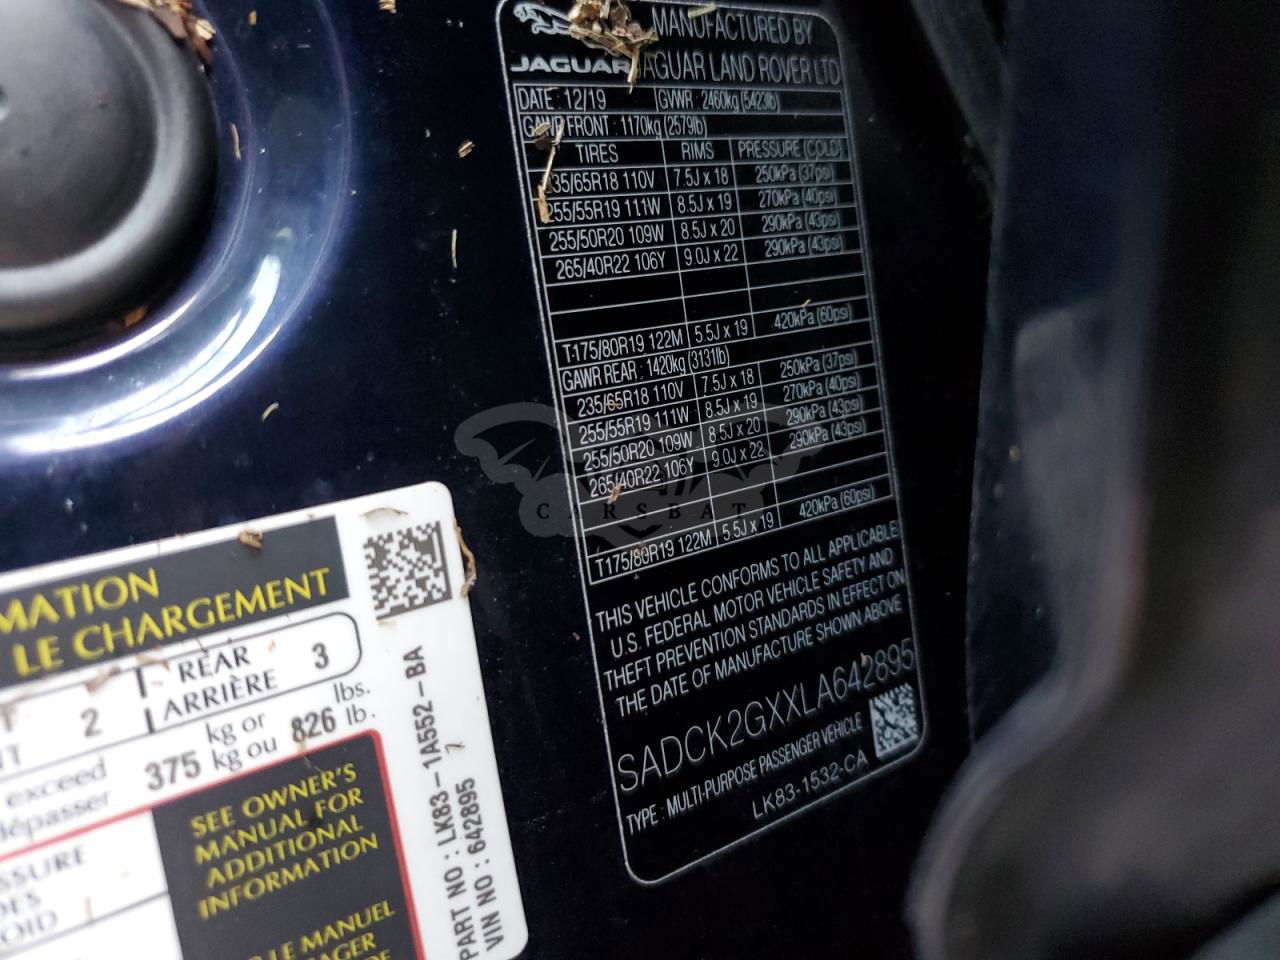 MANUFACTURED BY
JAGUAR JAGUAR LAND ROVER LTD
DATE : 12/19 GVWR : 2460kg (5423lb)
GAWR FRONT : 1170kg (2579lb)
TIRES RIMS PRESSURE (COLD)
235/65R18 110V 7.5J x 18 250kPa (37psi)
255/55R19 111W 8.5J x 19 270kPa (40psi)
255/50R20 109W 8.5J x 20 290kPa (43psi)
265/40R22 106Y 9.0J x 22 290kPa (43psi)
T175/80R19 122M 5.5J x 19 420kPa (60psi)
GAWR REAR : 1420kg (3131lb)
235/65R18 110V 7.5J x 18 250kPa (37psi)
255/55R19 111W 8.5J x 19 270kPa (40psi)
255/50R20 109W 8.5J x 20 290kPa (43psi)
265/40R22 106Y 9.0J x 22 290kPa (43psi)
T175/80R19 122M 5.5J x 19 420kPa (60psi)
THIS VEHICLE CONFORMS TO ALL APPLICABLE
U.S. FEDERAL MOTOR VEHICLE SAFETY AND
THEFT PREVENTION STANDARDS IN EFFECT ON
THE DATE OF MANUFACTURE SHOWN ABOVE
SADCK2GXXLA642895
TYPE : MULTI-PURPOSE PASSENGER VEHICLE
LK83-1532-CA
CARSBAT
MATION
LE CHARGEMENT
2 REAR 3
ARRIÈRE
exceed 375 kg or 826 lbs.
dépasser kg ou lb.
SEE OWNER'S
MANUAL FOR
ADDITIONAL
INFORMATION
LE MANUEL
PART NO : LK83-1A552-BA
VIN NO : 642895